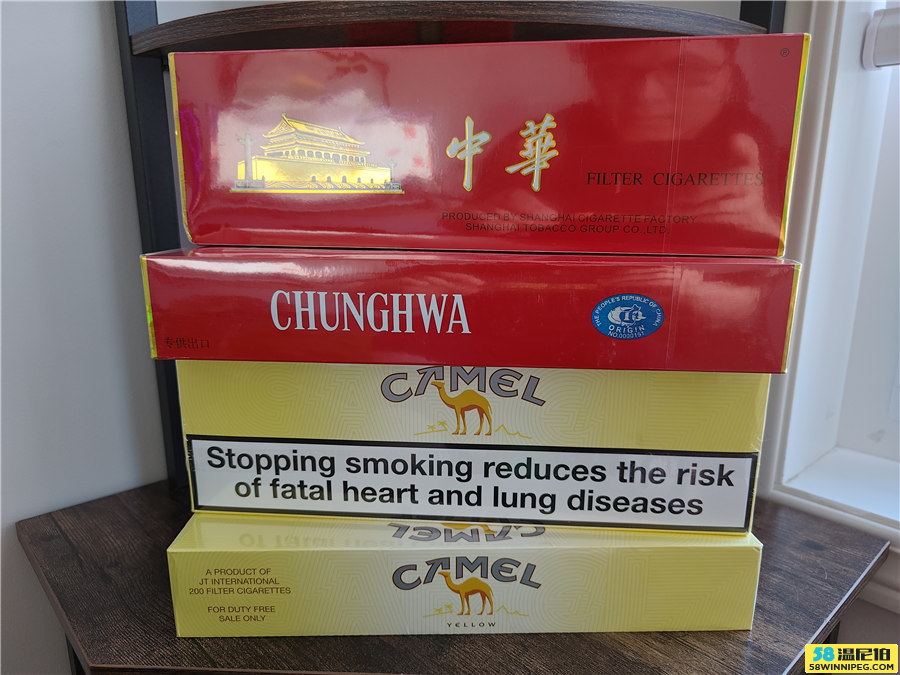 ®
中華
FILTER CIGARETTES
PRODUCED BY SHANGHAI CIGARETTE FACTORY
SHANGHAI TOBACCO GROUP CO.,LTD.
CHUNGHWA
THE PEOPLE'S REPUBLIC OF CHINA
ORIGIN
专供出口
CAMEL
Stopping smoking reduces the risk
of fatal heart and lung diseases
CAMEL
A PRODUCT OF
JT INTERNATIONAL
200 FILTER CIGARETTES
FOR DUTY FREE
SALE ONLY
CAMEL
YELLOW
58温尼伯
58WINNIPEG.COM